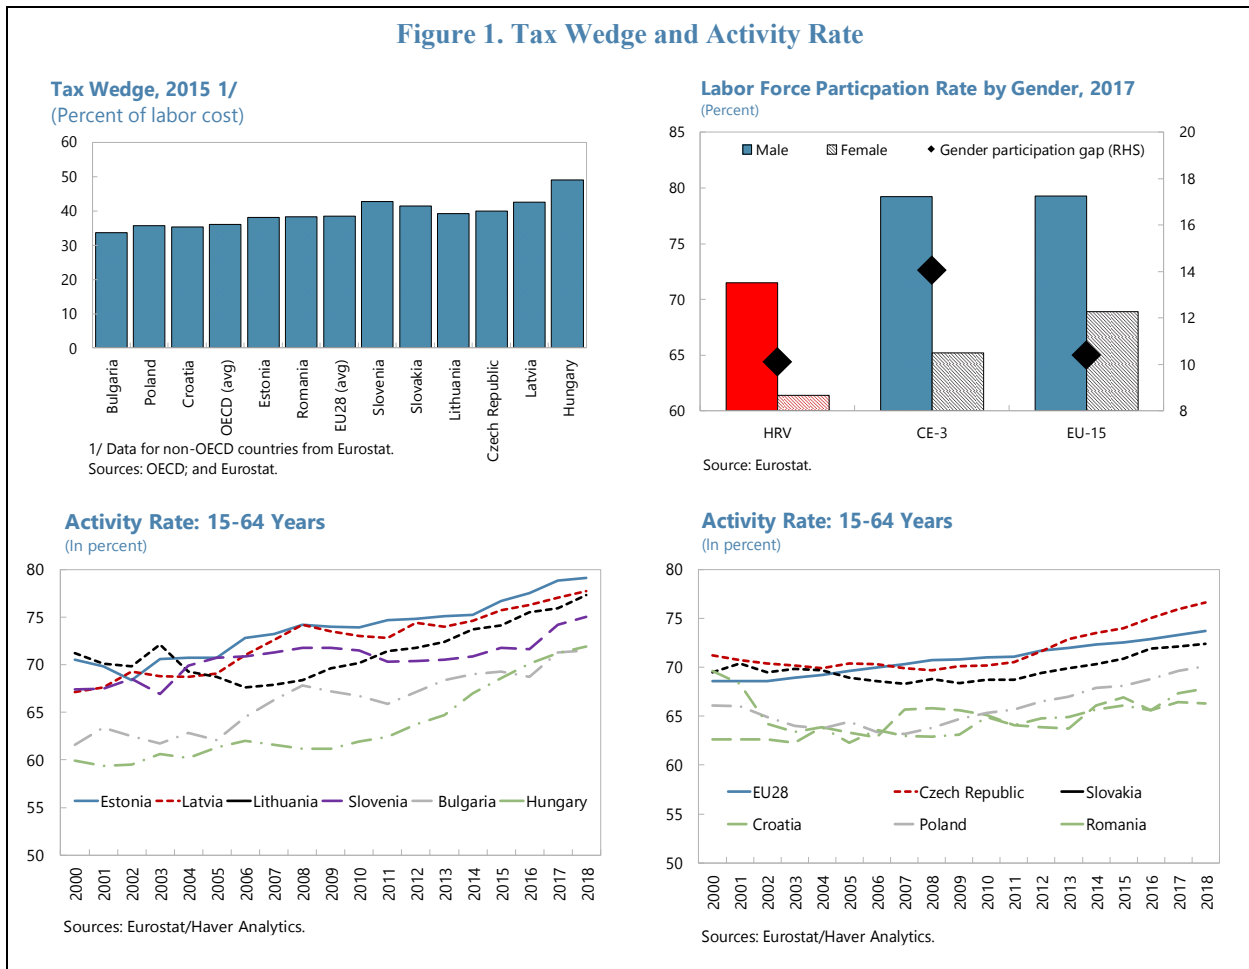 Figure 1. Tax Wedge and Activity Rate
Tax Wedge, 2015 1/
(Percent of labor cost)
60
50
40
30
20
10
0
Bulgaria
Poland
Croatia
OECD (avg)
Estonia
Romania
EU28 (avg)
Slovenia
Slovakia
Lithuania
Czech Republic
Latvia
Hungary
1/ Data for non-OECD countries from Eurostat.
Sources: OECD; and Eurostat.
Labor Force Particpation Rate by Gender, 2017
(Percent)
85
80
75
70
65
60
20
18
16
14
12
10
8
Male
Female
Gender participation gap (RHS)
HRV
CE-3
EU-15
Source: Eurostat.
Activity Rate: 15-64 Years
(In percent)
80
75
70
65
60
55
50
Estonia
Latvia
Lithuania
Slovenia
Bulgaria
Hungary
2000
2001
2002
2003
2004
2005
2006
2007
2008
2009
2010
2011
2012
2013
2014
2015
2016
2017
2018
Sources: Eurostat/Haver Analytics.
Activity Rate: 15-64 Years
(In percent)
80
75
70
65
60
55
50
EU28
Czech Republic
Slovakia
Croatia
Poland
Romania
2000
2001
2002
2003
2004
2005
2006
2007
2008
2009
2010
2011
2012
2013
2014
2015
2016
2017
2018
Sources: Eurostat/Haver Analytics.